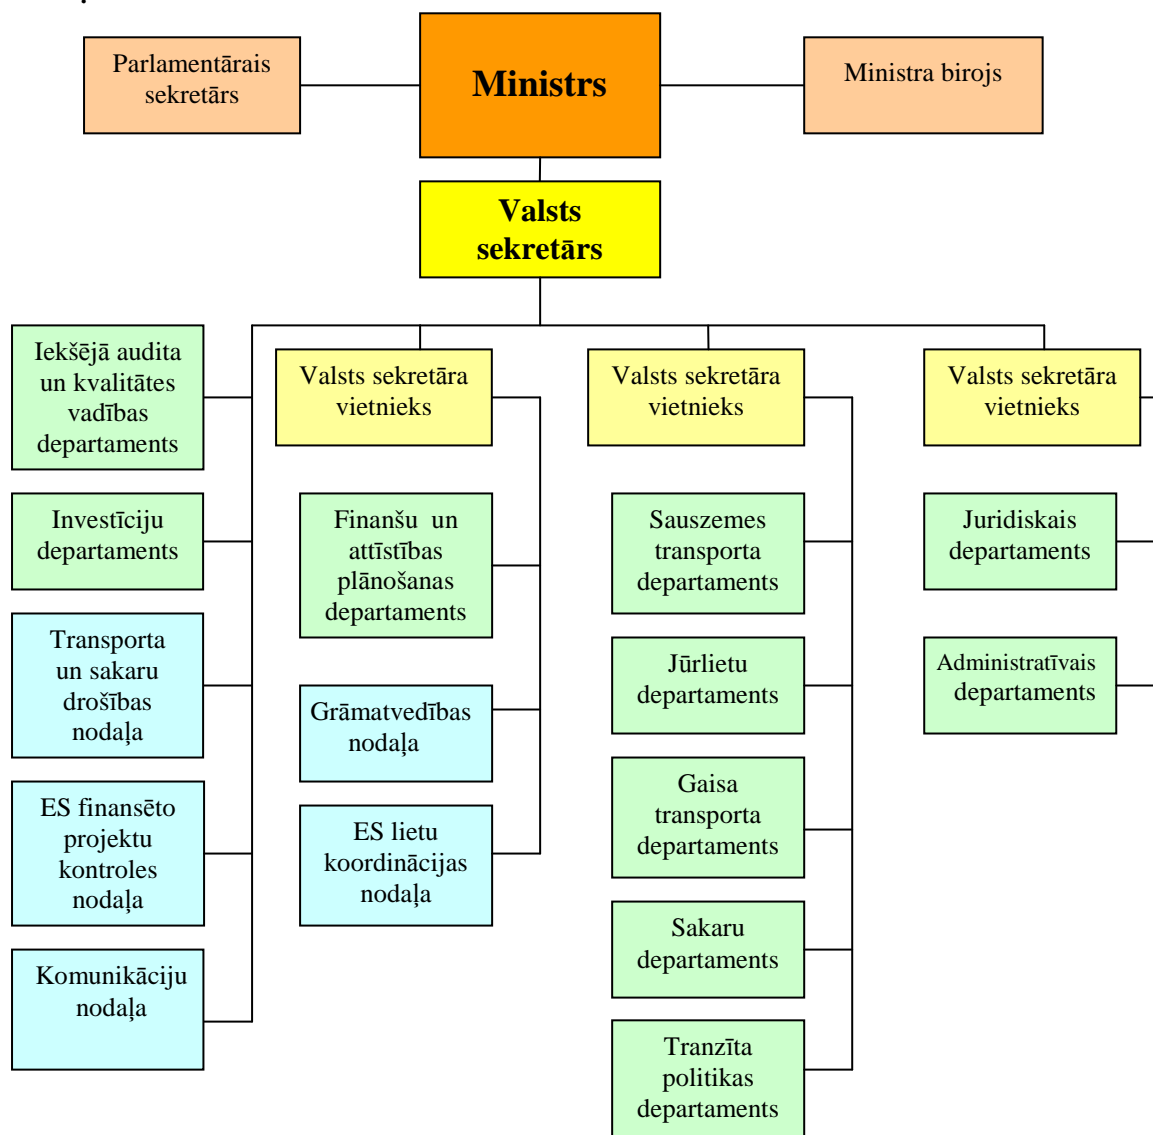 Parlamentārais
sekretārs
Ministrs
Ministra birojs
Valsts
sekretārs
Iekšējā audita
un kvalitātes
vadības
departaments
Valsts sekretāra
vietnieks
Valsts sekretāra
vietnieks
Valsts sekretāra
vietnieks
Investīciju
departaments
Finanšu un
attīstības
plānošanas
departaments
Sauszemes
transporta
departaments
Juridiskais
departaments
Transporta
un sakaru
drošības
nodaļa
Grāmatvedības
nodaļa
Jūrlietu
departaments
Administratīvais
departaments
ES finansēto
projektu
kontroles
nodaļa
ES lietu
koordinācijas
nodaļa
Gaisa
transporta
departaments
Komunikāciju
nodaļa
Sakaru
departaments
Tranzīta
politikas
departaments